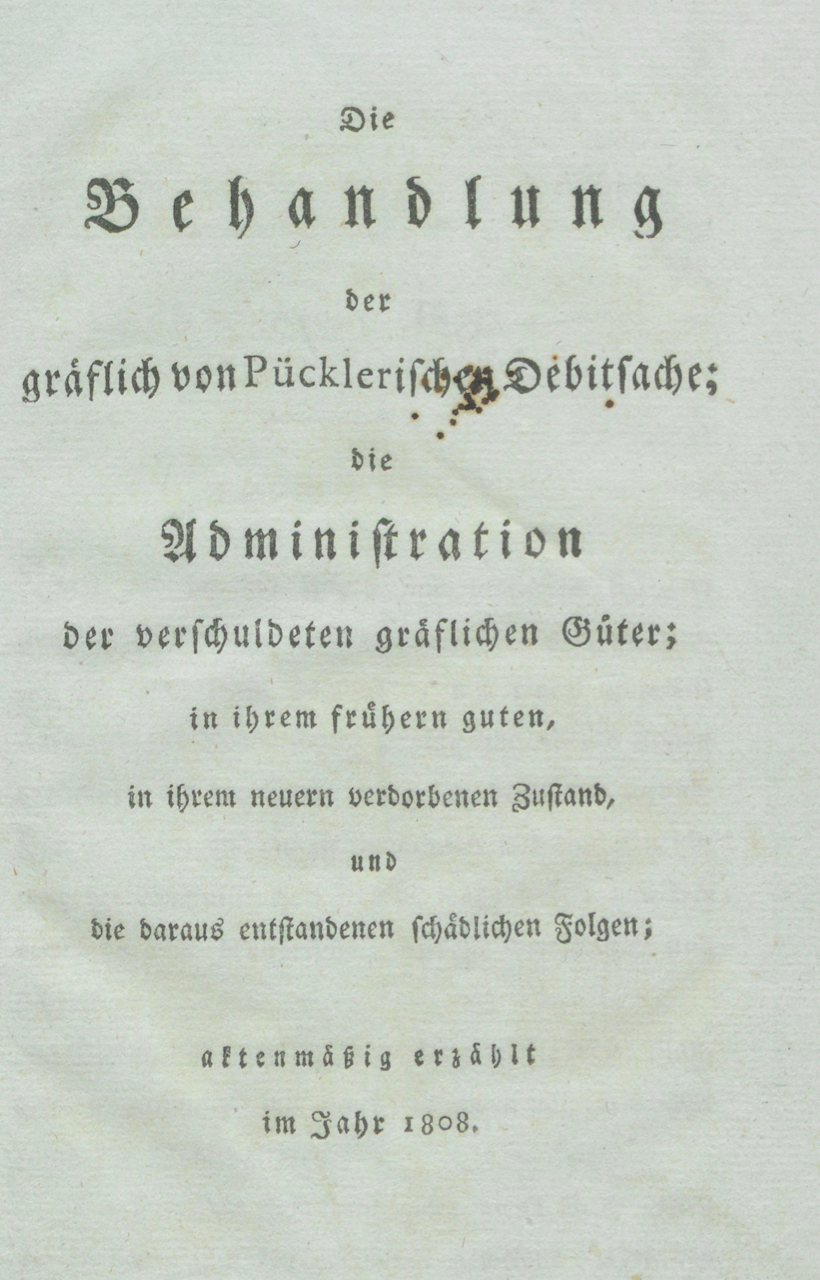 Die
Behandlung
der
gräflich von Pücklerischen Debitsache;
die
Administration
der verschuldeten gräflichen Güter;
in ihrem frühern guten,
in ihrem neuern verdorbenen Zustand,
und
die daraus entstandenen schädlichen Folgen;
aktenmäßig erzählt
im Jahr 1808.